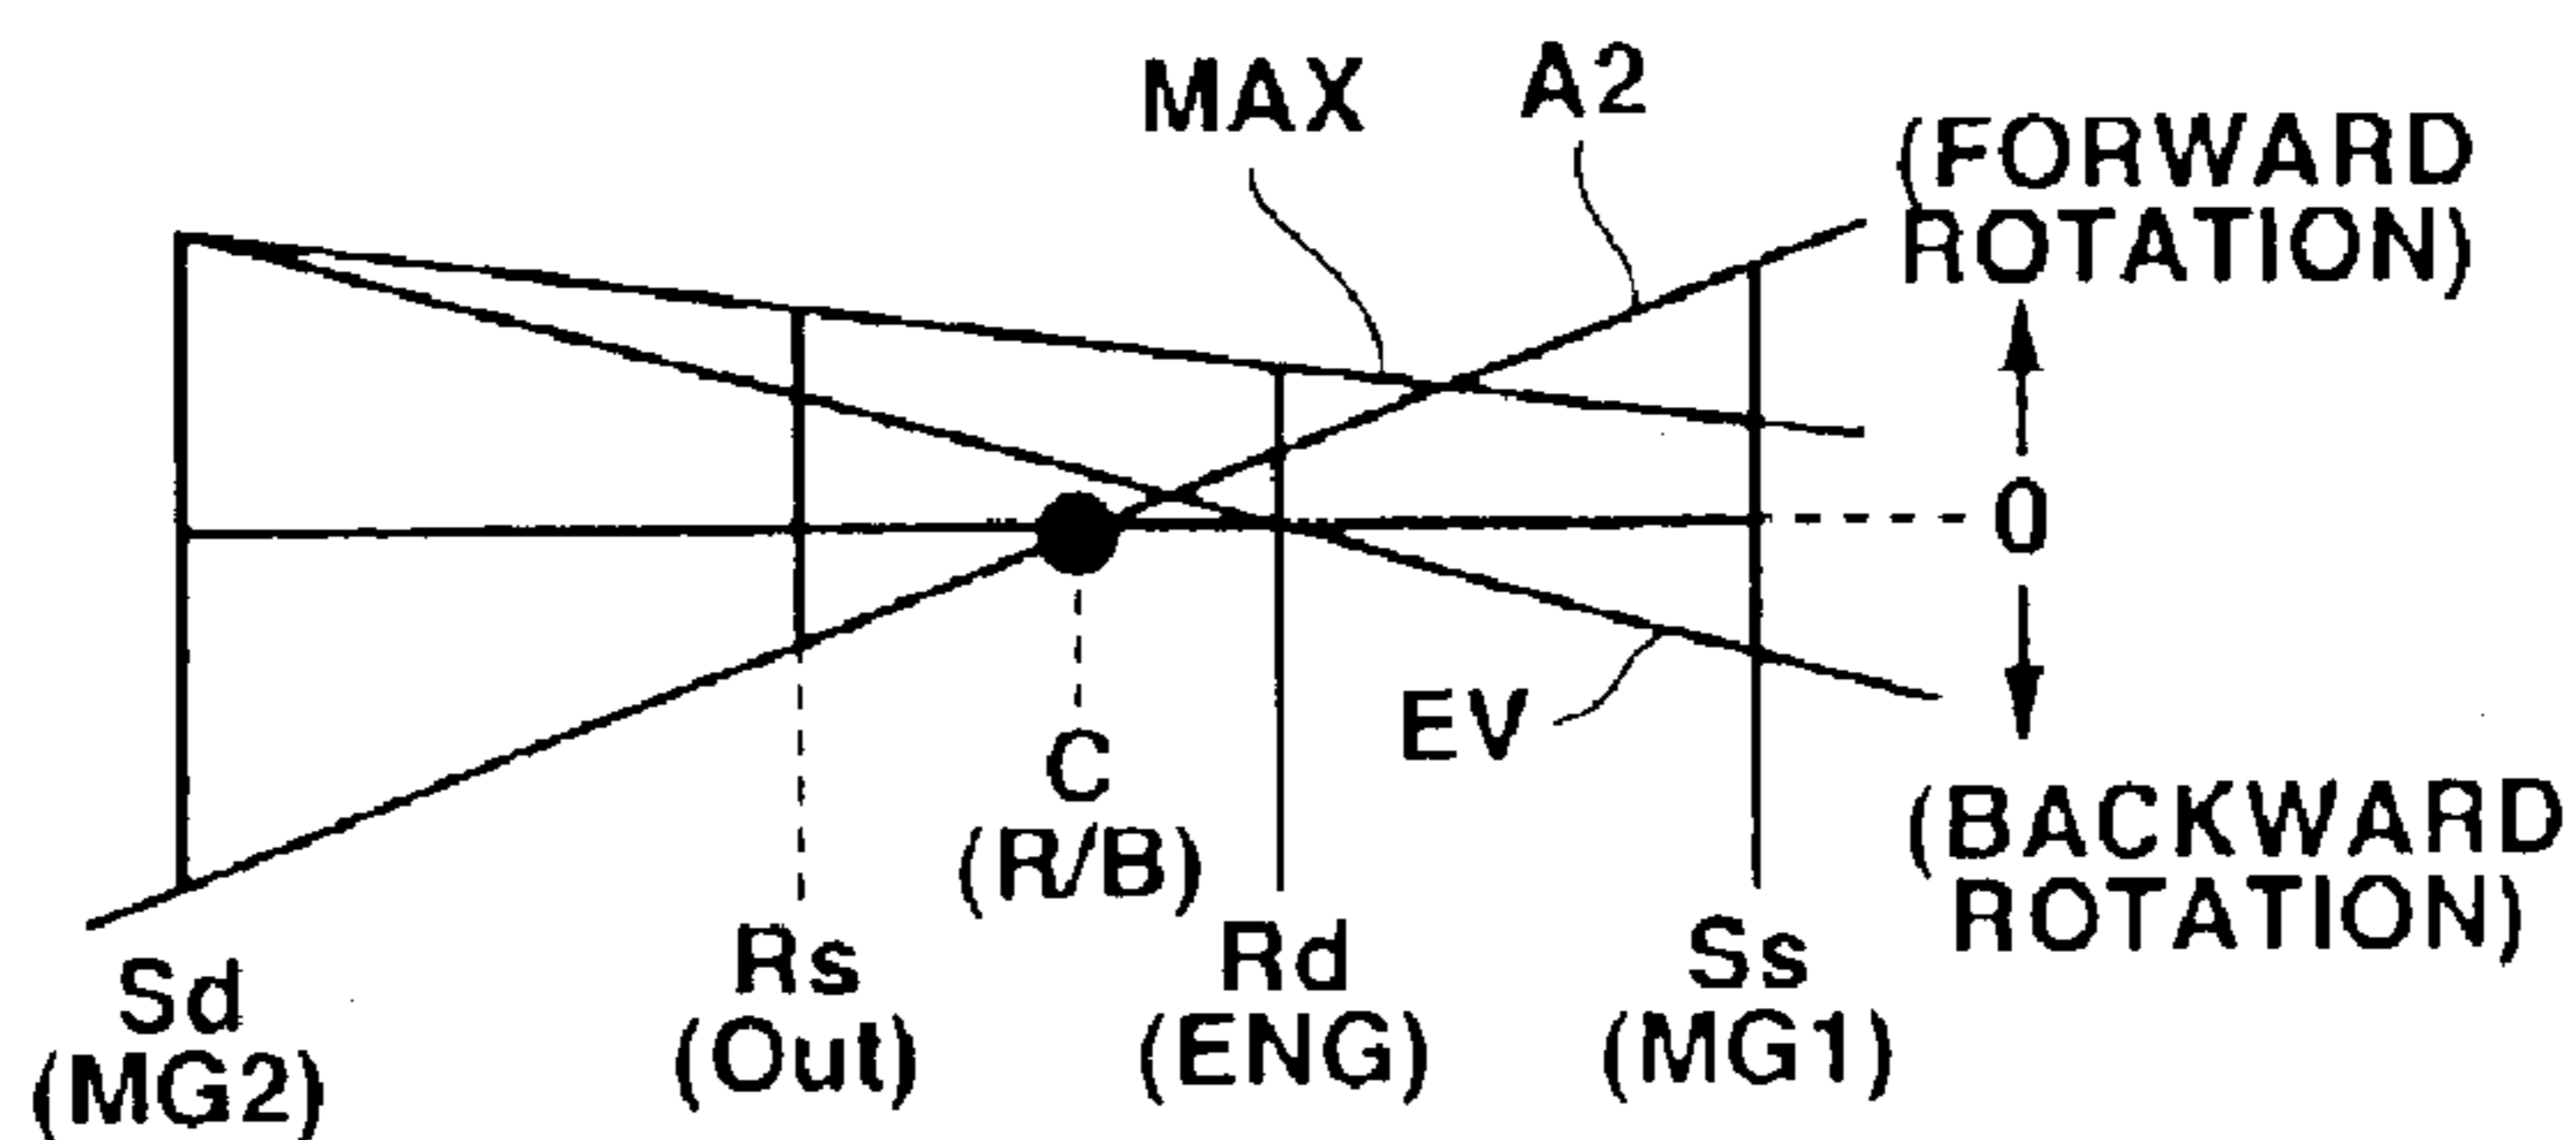 MAX
A2
(FORWARD
ROTATION)
0
EV
C
(R/B)
(BACKWARD
ROTATION)
Sd
(MG2)
Rs
(Out)
Rd
(ENG)
Ss
(MG1)